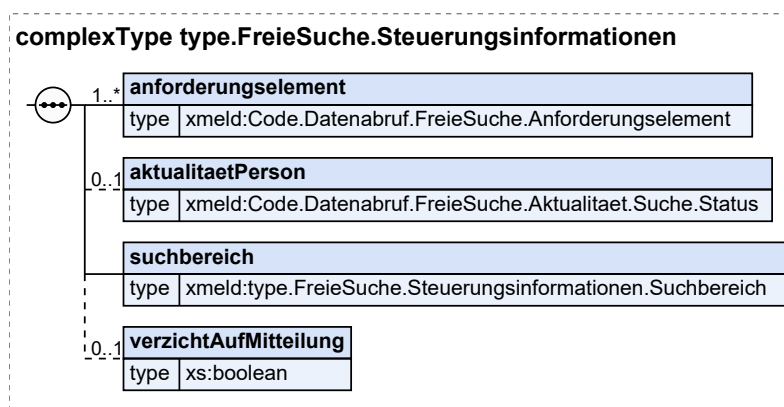 complexType type.FreieSuche.Steuerungsinformationen
1..* anforderungselement
type xmeld:Code.Datenabruf.FreieSuche.Anforderungselement
0..1 aktualitaetPerson
type xmeld:Code.Datenabruf.FreieSuche.Aktualitaet.Suche.Status
suchbereich
type xmeld:type.FreieSuche.Steuerungsinformationen.Suchbereich
0..1 verzichtAufMitteilung
type xs:boolean